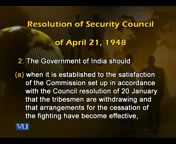 Resolution of Security Council
of April 21, 1948
2. The Government of India should
(a) when it is established to the satisfaction
of the Commission set up in accordance
with the Council resolution of 20 January
that the tribesmen are withdrawing and
that arrangements for the cessation of
the fighting have become effective,
VU